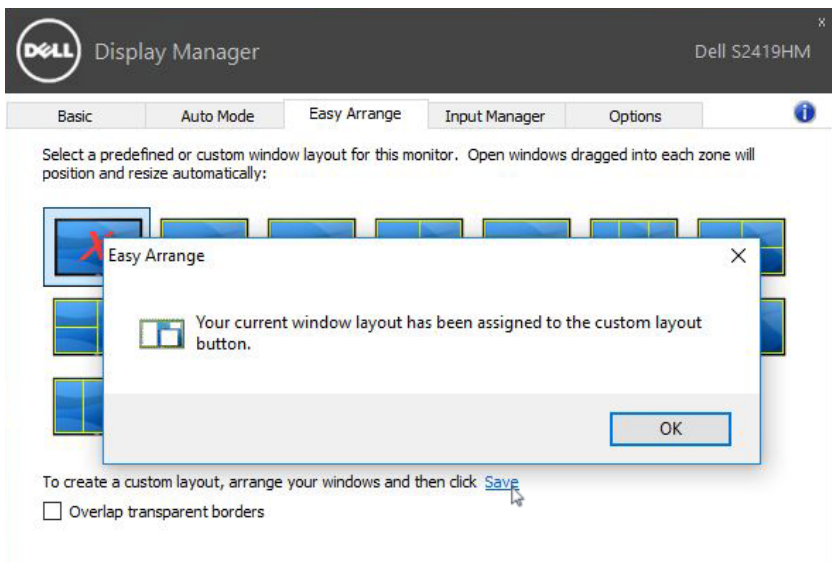 DELL
Display Manager
x
Dell S2419HM
Basic
Auto Mode
Easy Arrange
Input Manager
Options
i
Select a predefined or custom window layout for this monitor. Open windows dragged into each zone will
position and resize automatically:
Easy Arrange
Your current window layout has been assigned to the custom layout
button.
OK
To create a custom layout, arrange your windows and then click Save
Overlap transparent borders